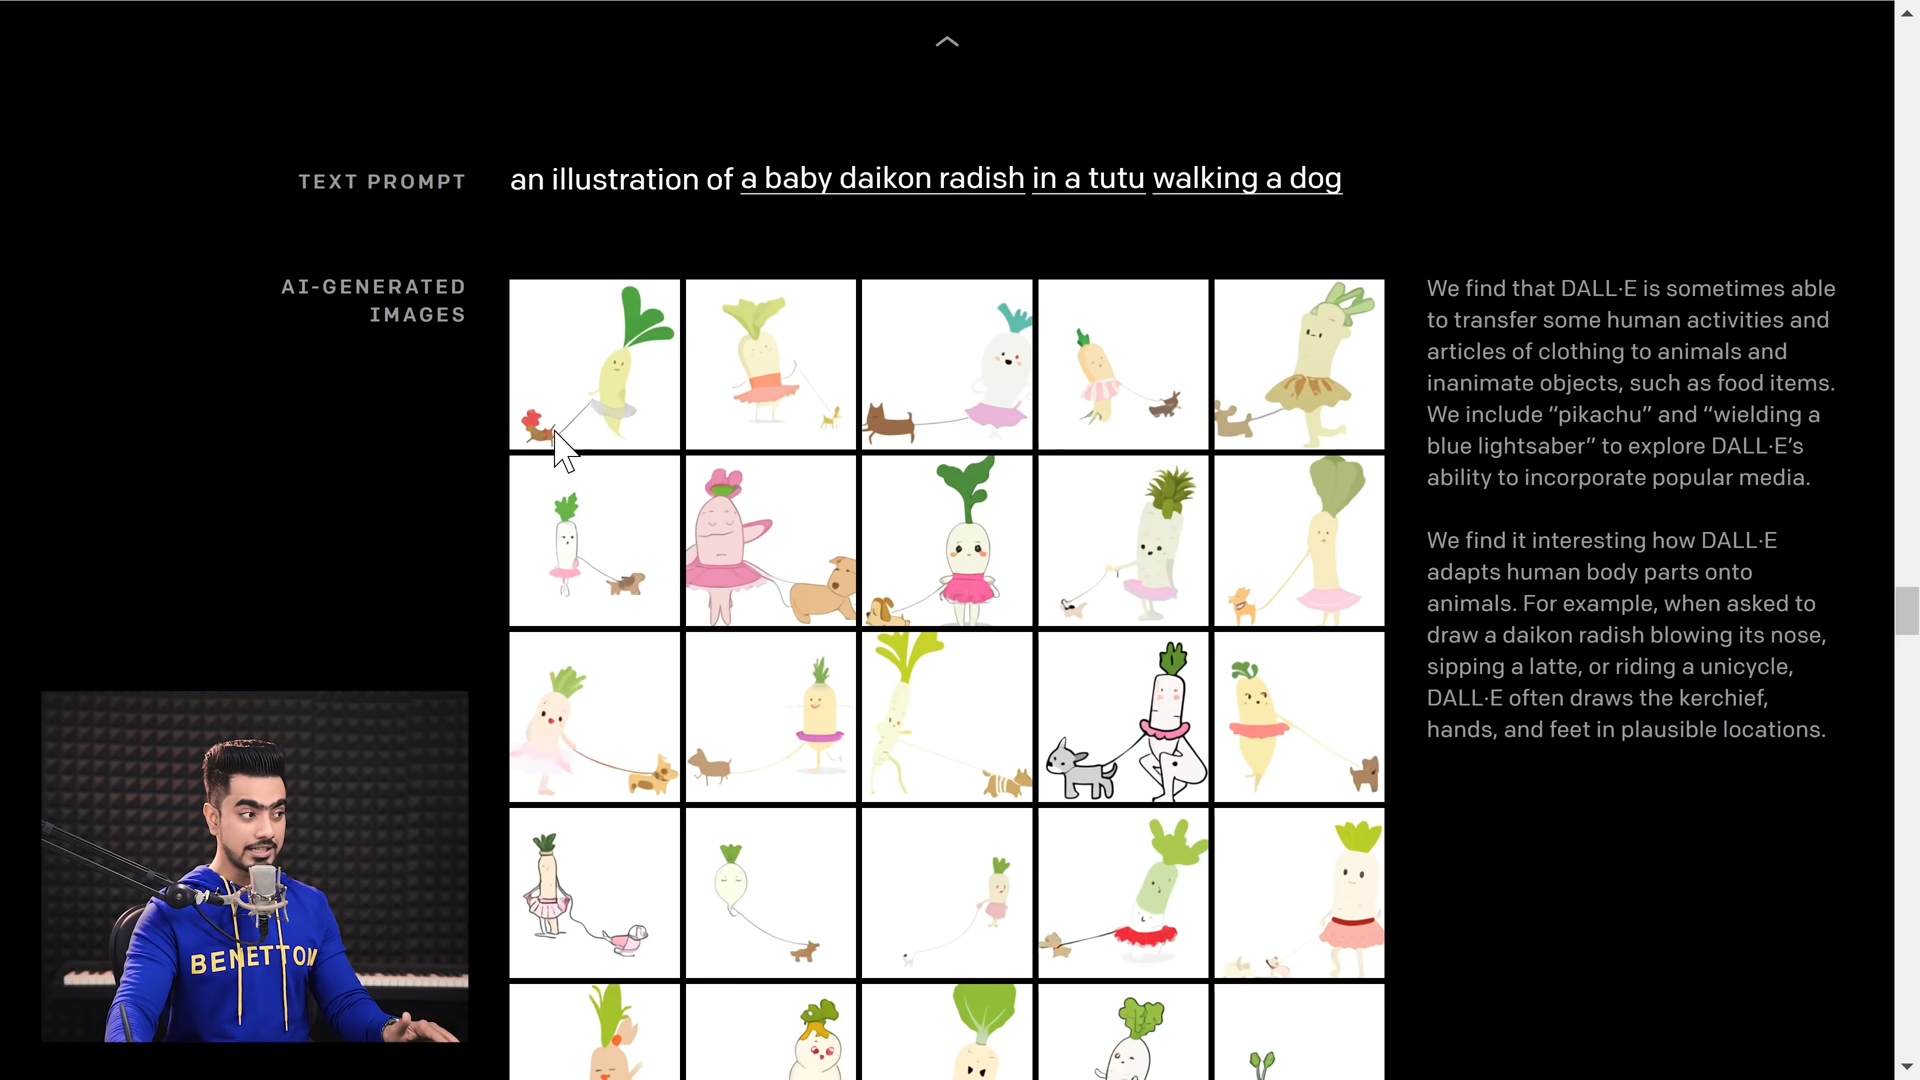 TEXT PROMPT
an illustration of a baby daikon radish in a tutu walking a dog
AI-GENERATED
IMAGES
We find that DALL·E is sometimes able
to transfer some human activities and
articles of clothing to animals and
inanimate objects, such as food items.
We include “pikachu” and “wielding a
blue lightsaber” to explore DALL·E’s
ability to incorporate popular media.
We find it interesting how DALL·E
adapts human body parts onto
animals. For example, when asked to
draw a daikon radish blowing its nose,
sipping a latte, or riding a unicycle,
DALL·E often draws the kerchief,
hands, and feet in plausible locations.
BENETTON